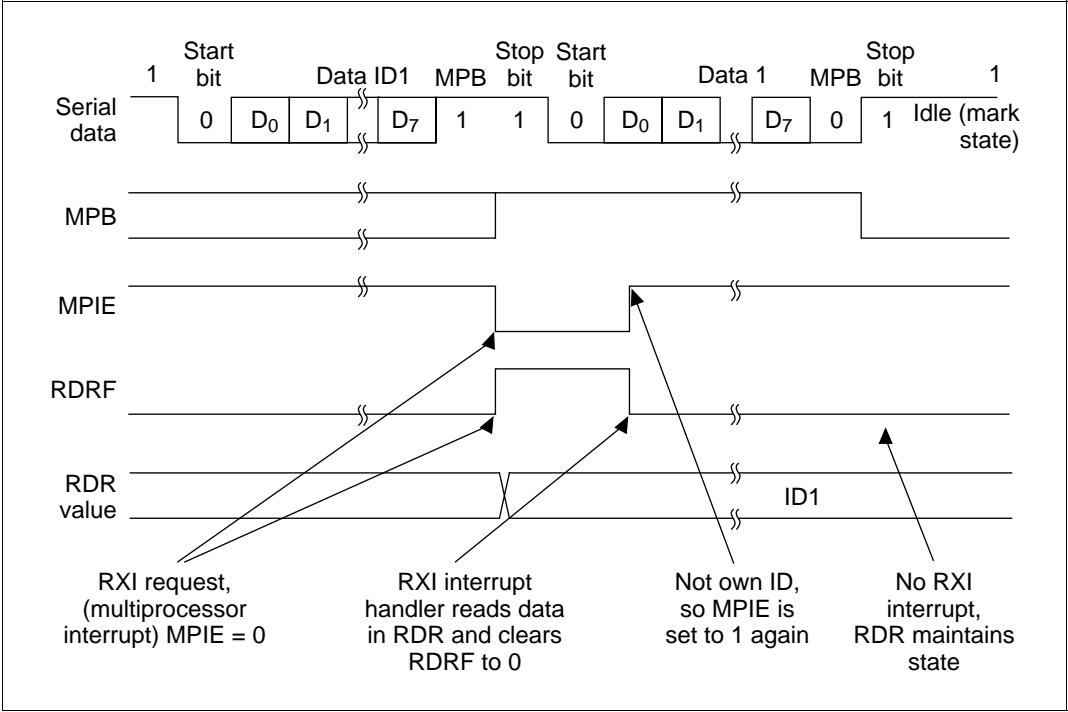 Start Stop Start Stop
1 bit Data ID1 MPB bit bit Data 1 MPB bit 1
Serial data 0 D0 D1 D7 1 1 0 D0 D1 D7 0 1 Idle (mark state)
MPB
MPIE
RDRF
RDR
value
ID1
RXI request,
(multiprocessor
interrupt) MPIE = 0
RXI interrupt
handler reads data
in RDR and clears
RDRF to 0
Not own ID,
so MPIE is
set to 1 again
No RXI
interrupt,
RDR maintains
state